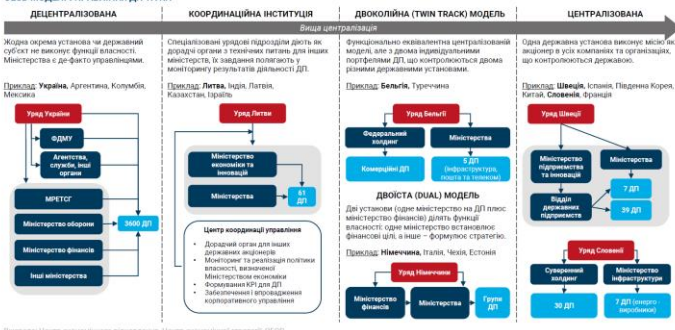 ДЕЦЕНТРАЛІЗОВАНА
КООРДИНАЦІЙНА ІНСТИТУЦІЯ
ДВОКОЛІЙНА (TWIN TRACK) МОДЕЛЬ
ЦЕНТРАЛІЗОВАНА
Вища централізація
Жодна окрема установа чи державний
суб'єкт не виконує функції власності.
Міністерства є де-факто управлінцями.
Приклад: Україна, Аргентина, Колумбія,
Мексика
Уряд України
ФДМУ
Агентства,
служби, інші
органи
МРЕТСГ
Міністерство оборони
Міністерство фінансів
Інші міністерства
3600 ДП
Спеціалізовані урядові підрозділи діють як
дорадчі органи з технічних питань для інших
міністерств, їх завдання полягають у
моніторингу результатів діяльності ДП.
Приклад: Литва, Індія, Латвія,
Казахстан, Ізраїль
Уряд Литви
Міністерство
економіки та
інновацій
Міністерства
61
ДП
Центр координації управління
• Дорадчий орган для інших
державних акціонерів
• Моніторинг та реалізація політики
власності, визначеної
Міністерством економіки
• Формування KPI для ДП
• Забезпечення і впровадження
корпоративного управління
Функціонально еквівалентна централізованій
моделі, але з двома індивідуальними
портфелями ДП, що контролюються двома
різними державними установами.
Приклад: Бельгія, Туреччина
Уряд Бельгії
Федеральний
холдинг
Міністерства
Комерційні ДП
5 ДП
(інфраструктура,
пошта та телеком)
ДВОЇСТА (DUAL) МОДЕЛЬ
Дві установи (одне міністерство на ДП плюс
міністерство фінансів) ділять функції
власності: одне міністерство встановлює
фінансові цілі, а інше – формулює стратегію.
Приклад: Німеччина, Італія, Чехія, Естонія
Уряд Німеччини
Міністерство
фінансів
Міністерства
Групи
ДП
Одна державна установа виконує місію як
акціонер в усіх компаніях та організаціях,
що контролюються державою.
Приклад: Швеція, Іспанія, Південна Корея,
Китай, Словенія, Франція
Уряд Швеції
Міністерство
підприємств та
інновацій
Міністерства
Відділ
державних
підприємств
7 ДП
39 ДП
Уряд Словенії
Суверенний
холдинг
Міністерство
інфраструктури
30 ДП
7 ДП (енерго-
виробники)